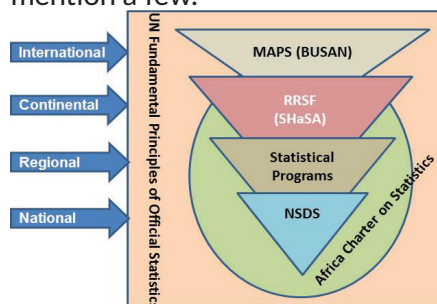 mention a few.
International
Continental
Regional
National
UN Fundamental Principles of Official Statistics
MAPS (BUSAN)
RRSF
(SHaSA)
Statistical
Programs
NSDS
Africa Charter on Statistics